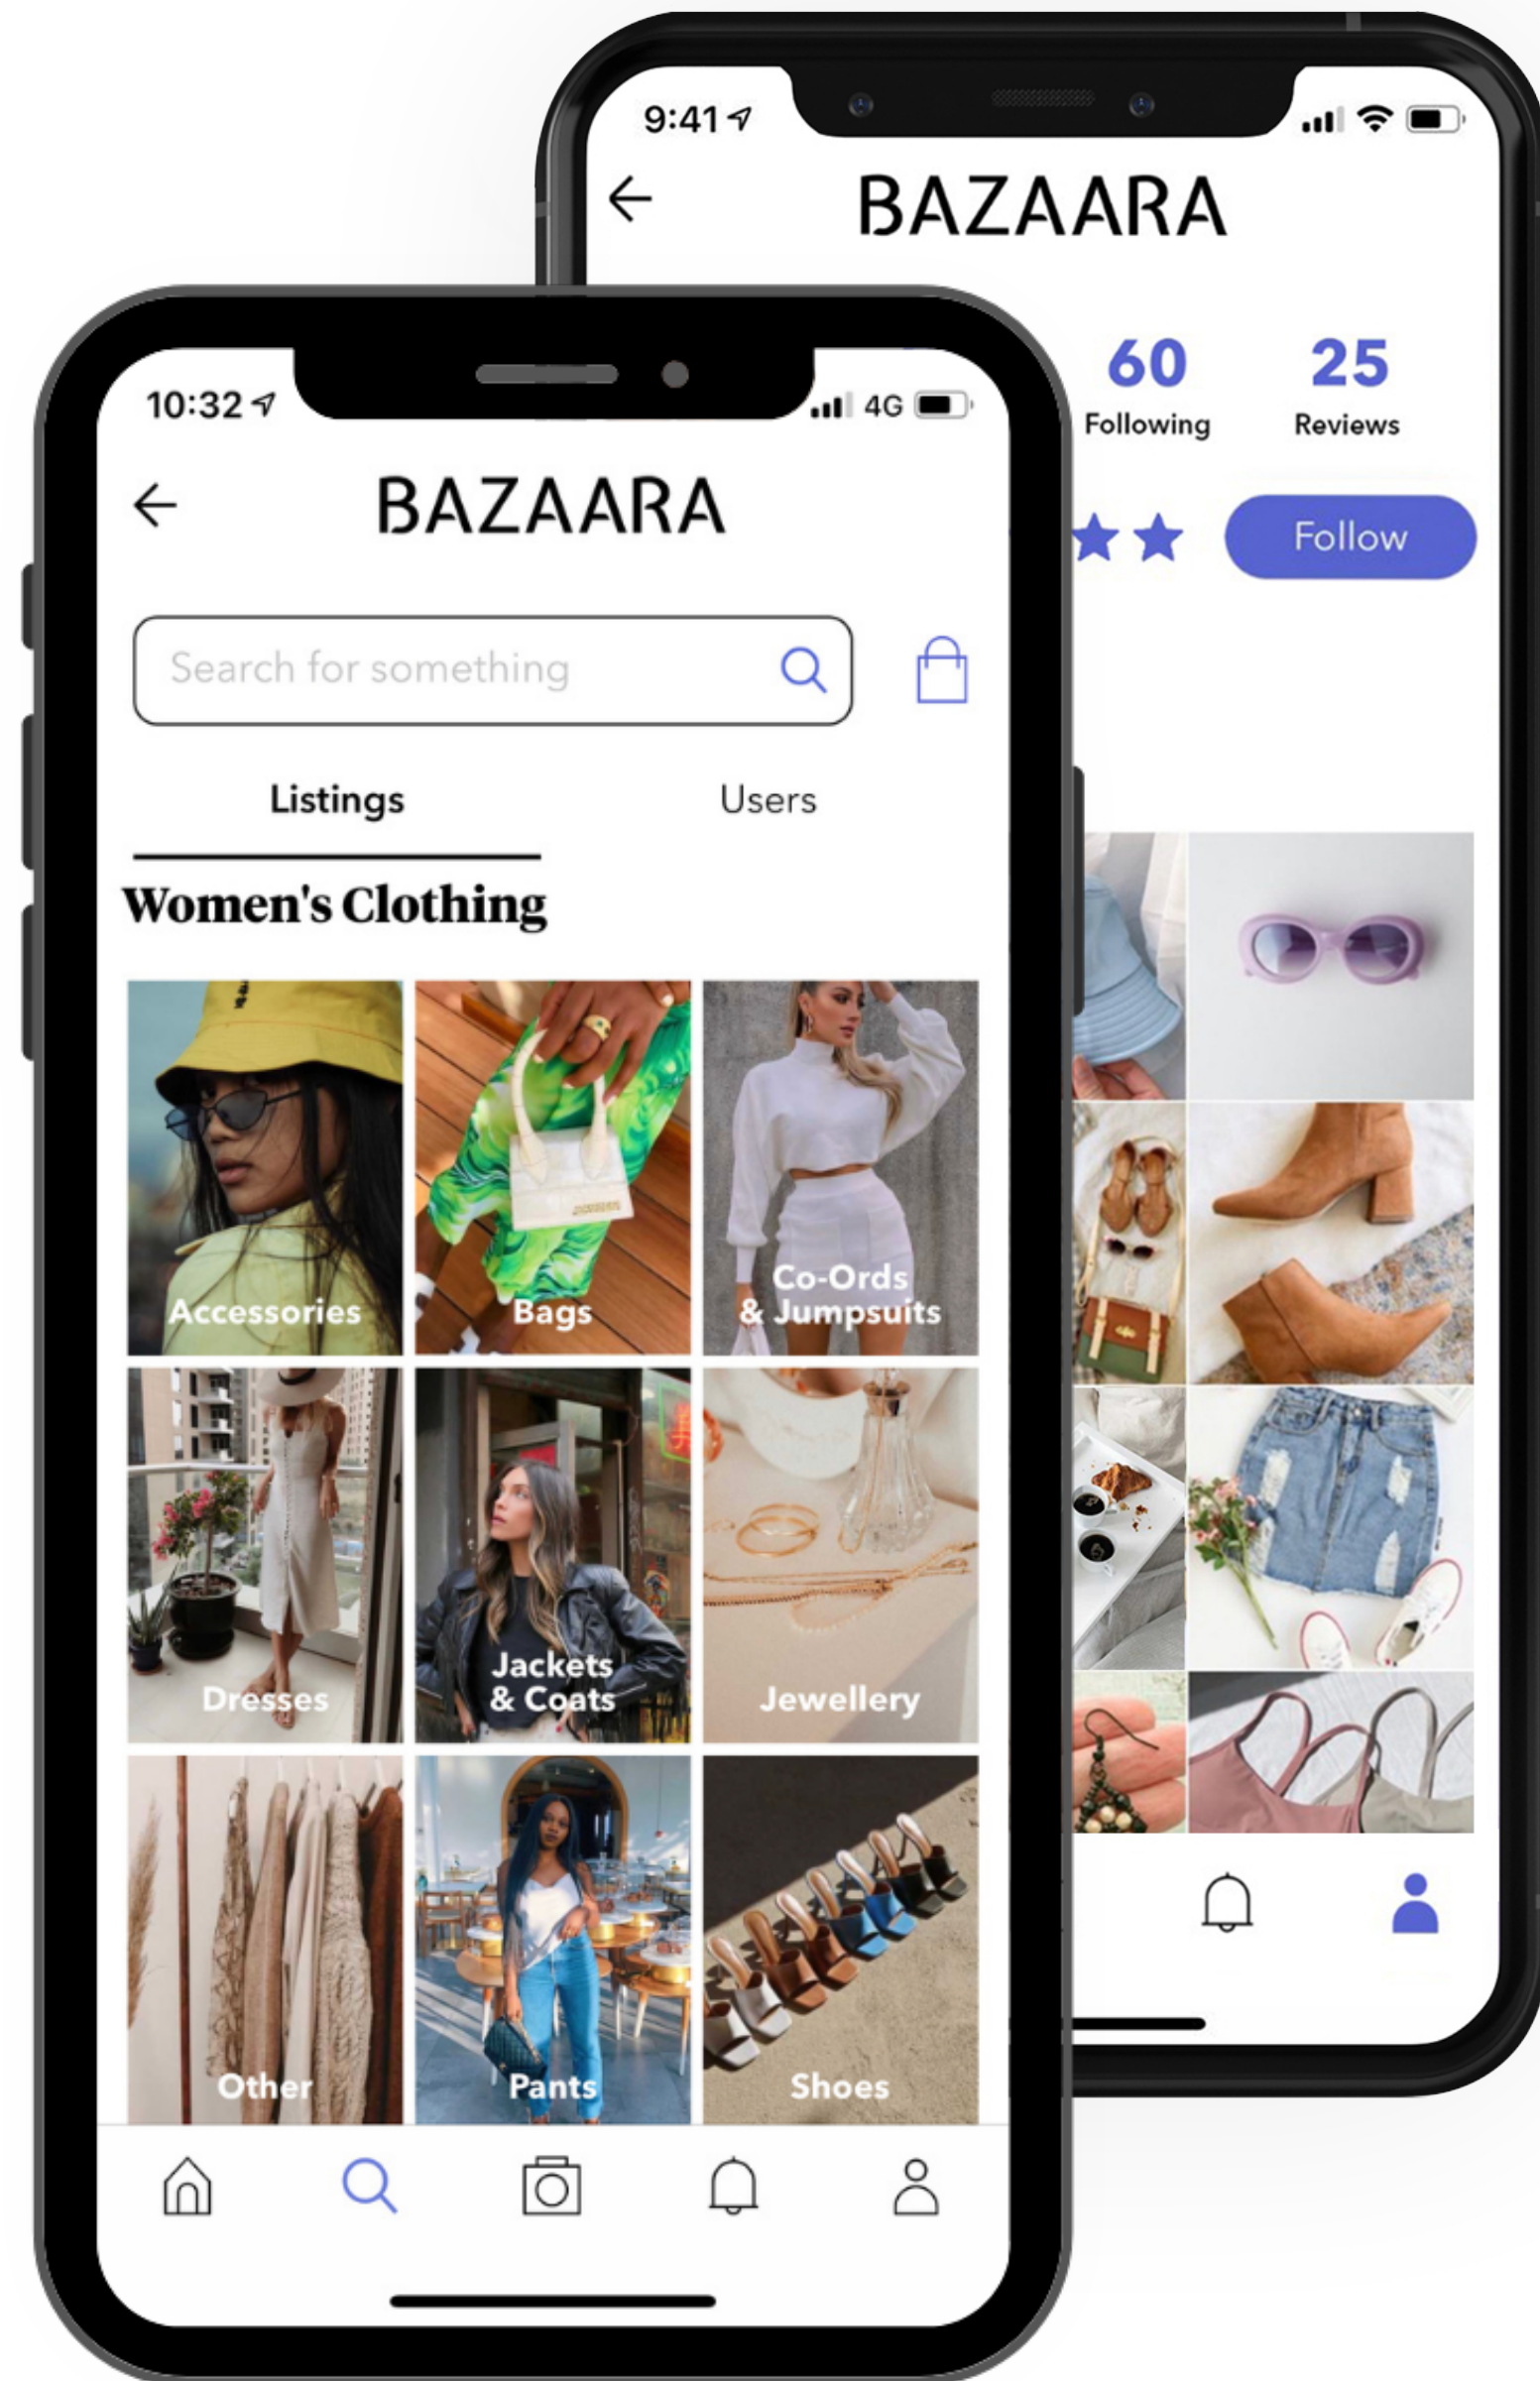 9:41
BAZAARA
60
25
Following
Reviews
Follow
10:32
4G
BAZAARA
Search for something
Listings
Users
Women's Clothing
Accessories
Bags
Co-Ords
& Jumpsuits
Dresses
Jackets
& Coats
Jewellery
Other
Pants
Shoes